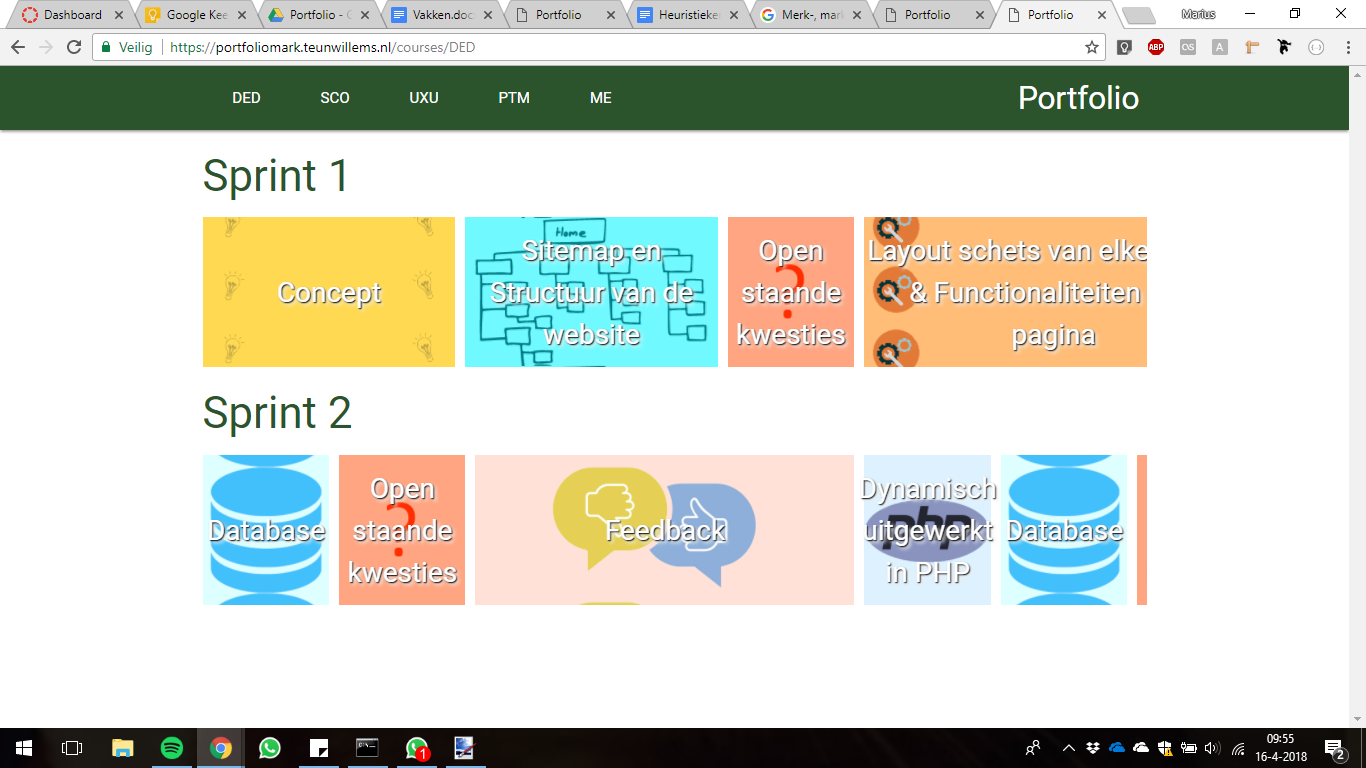 Dashboard
Google Kee
Portfolio - G
Vakken.doc
Portfolio
Heuristieke
Merk-, mar
Portfolio
Portfolio
Marius
Veilig
https://portfoliomark.teunwillems.nl/courses/DED
ABP
A
DED
SCO
UXU
PTM
ME
Portfolio
Sprint 1
Concept
Home
Sitemap en
Structuur van de
website
?
Open
staande
kwesties
Layout schets van elke
& Functionaliteiten
pagina
Sprint 2
Database
?
Open
staande
kwesties
Feedback
php
Dynamisch
uitgewerkt
in PHP
Database
1
09:55
16-4-2018
2